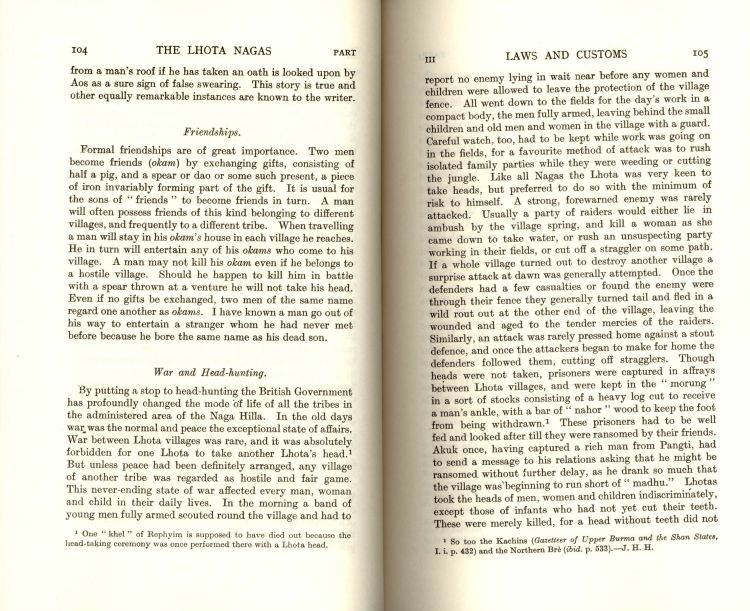 104 THE LHOTA NAGAS PART
from a man's roof if he has taken an oath is looked upon by
Aos as a sure sign of false swearing. This story is true and
other equally remarkable instances are known to the writer.
Friendships.
Formal friendships are of great importance. Two men
become friends (okam) by exchanging gifts, consisting of
half a pig, and a spear or dao or some such present, a piece
of iron invariably forming part of the gift. It is usual for
the sons of " friends " to become friends in turn. A man
will often possess friends of this kind belonging to different
villages, and frequently to a different tribe. When travelling
a man will stay in his okam's house in each village he reaches.
He in turn will entertain any of his okams who come to his
village. A man may not kill his okam even if he belongs to
a hostile village. Should he happen to kill him in battle
with a spear thrown at a venture he will not take his head.
Even if no gifts be exchanged, two men of the same name
regard one another as okams. I have known a man go out of
his way to entertain a stranger whom he had never met
before because he bore the same name as his dead son.
War and Head-hunting.
By putting a stop to head-hunting the British Government
has profoundly changed the mode of life of all the tribes in
the administered area of the Naga Hilla. In the old days
war was the normal and peace the exceptional state of affairs.
War between Lhota villages was rare, and it was absolutely
forbidden for one Lhota to take another Lhota's head.¹
But unless peace had been definitely arranged, any village
of another tribe was regarded as hostile and fair game.
This never-ending state of war affected every man, woman
and child in their daily lives. In the morning a band of
young men fully armed scouted round the village and had to
¹ One " khel " of Rephyim is supposed to have died out because the
head-taking ceremony was once performed there with a Lhota head.
III LAWS AND CUSTOMS 105
report no enemy lying in wait near before any women and
children were allowed to leave the protection of the village
fence. All went down to the fields for the day's work in a
compact body, the men fully armed, leaving behind the small
children and old men and women in the village with a guard.
Careful watch, too, had to be kept while work was going on
in the fields, for a favourite method of attack was to rush
isolated family parties while they were weeding or cutting
the jungle. Like all Nagas the Lhota was very keen to
take heads, but preferred to do so with the minimum of
risk to himself. A strong, forewarned enemy was rarely
attacked. Usually a party of raiders would either lie in
ambush by the village spring, and kill a woman as she
came down to take water, or rush an unsuspecting party
working in their fields, or cut off a straggler on some path.
If a whole village turned out to destroy another village a
surprise attack at dawn was generally attempted. Once the
defenders had a few casualties or found the enemy were
through their fence they generally turned tail and fled in a
wild rout out at the other end of the village, leaving the
wounded and aged to the tender mercies of the raiders.
Similarly, an attack was rarely pressed home against a stout
defence, and once the attackers began to make for home the
defenders followed them, cutting off stragglers. Though
heads were not taken, prisoners were captured in affrays
between Lhota villages, and were kept in the " morung "
in a sort of stocks consisting of a heavy log cut to receive
a man's ankle, with a bar of " nahor " wood to keep the foot
from being withdrawn.¹ These prisoners had to be well
fed and looked after till they were ransomed by their friends.
Akuk once, having captured a rich man from Pangti, had
to send a message to his relations asking that he might be
ransomed without further delay, as he drank so much that
the village was beginning to run short of " madhu." Lhotas
took the heads of men, women and children indiscriminately,
except those of infants who had not yet cut their teeth.
These were merely killed, for a head without teeth did not
¹ So too the Kachins (Gazetteer of Upper Burma and the Shan States,
I. i. p. 432) and the Northern Brè (ibid. p. 533).—J. H. H.